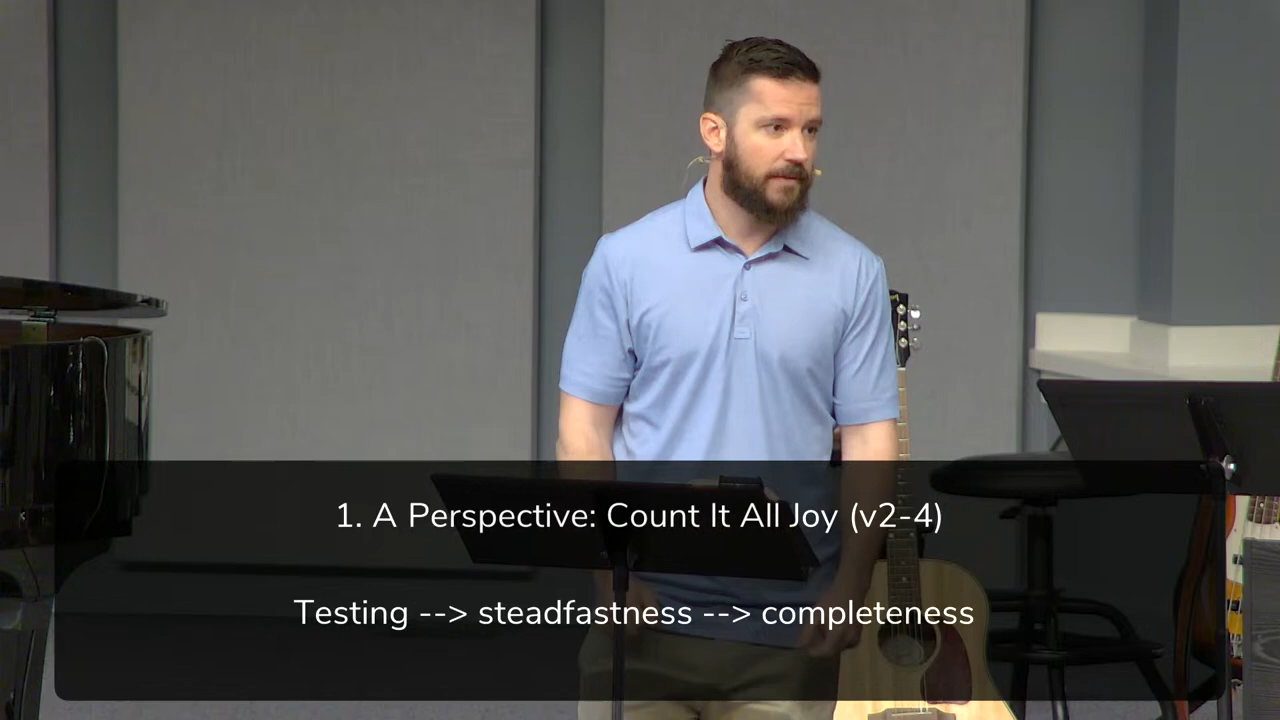 1. A Perspective: Count It All Joy (v2-4)
Testing --> steadfastness --> completeness